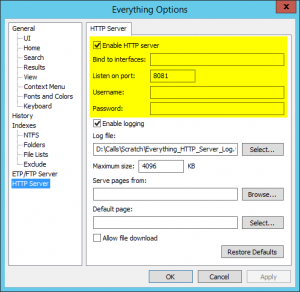 Everything Options
General
UI
Home
Search
Results
View
Context Menu
Fonts and Colors
Keyboard
History
Indexes
NTFS
Folders
File Lists
Exclude
ETP/FTP Server
HTTP Server
HTTP Server
Enable HTTP server
Bind to interfaces:
Listen on port: 8081
Username:
Password:
Enable logging
Log file:
D:\Calls\Scratch\Everything_HTTP_Server_Log. Select...
Maximum size: 4096 KB
Serve pages from:
Browse...
Default page:
Select...
Allow file download
Restore Defaults
OK Cancel Apply